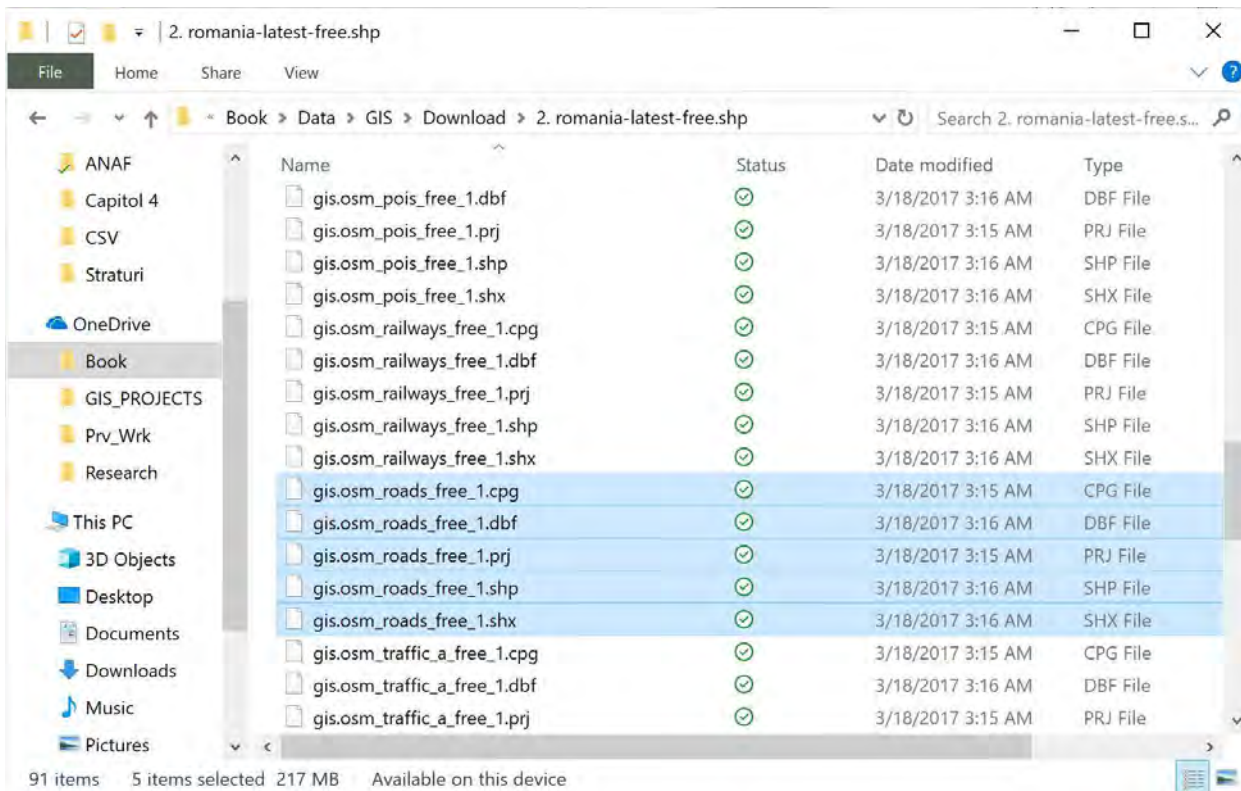 2. romania-latest-free.shp
File Home Share View
Book > Data > GIS > Download > 2. romania-latest-free.shp Search 2. romania-latest-free.s...
ANAF Name Status Date modified Type
gis.osm_pois_free_1.dbf 3/18/2017 3:16 AM DBF File
Capitol 4 gis.osm_pois_free_1.prj 3/18/2017 3:15 AM PRJ File
CSV gis.osm_pois_free_1.shp 3/18/2017 3:16 AM SHP File
Straturi gis.osm_pois_free_1.shx 3/18/2017 3:16 AM SHX File
OneDrive gis.osm_railways_free_1.cpg 3/18/2017 3:15 AM CPG File
Book gis.osm_railways_free_1.dbf 3/18/2017 3:16 AM DBF File
GIS_PROJECTS gis.osm_railways_free_1.prj 3/18/2017 3:15 AM PRJ File
Prv_Wrk gis.osm_railways_free_1.shp 3/18/2017 3:16 AM SHP File
Research gis.osm_railways_free_1.shx 3/18/2017 3:16 AM SHX File
gis.osm_roads_free_1.cpg 3/18/2017 3:15 AM CPG File
This PC gis.osm_roads_free_1.dbf 3/18/2017 3:16 AM DBF File
3D Objects gis.osm_roads_free_1.prj 3/18/2017 3:15 AM PRJ File
Desktop gis.osm_roads_free_1.shp 3/18/2017 3:16 AM SHP File
Documents gis.osm_roads_free_1.shx 3/18/2017 3:16 AM SHX File
Downloads gis.osm_traffic_a_free_1.cpg 3/18/2017 3:15 AM CPG File
gis.osm_traffic_a_free_1.dbf 3/18/2017 3:16 AM DBF File
Music gis.osm_traffic_a_free_1.prj 3/18/2017 3:15 AM PRJ File
Pictures
91 items 5 items selected 217 MB Available on this device